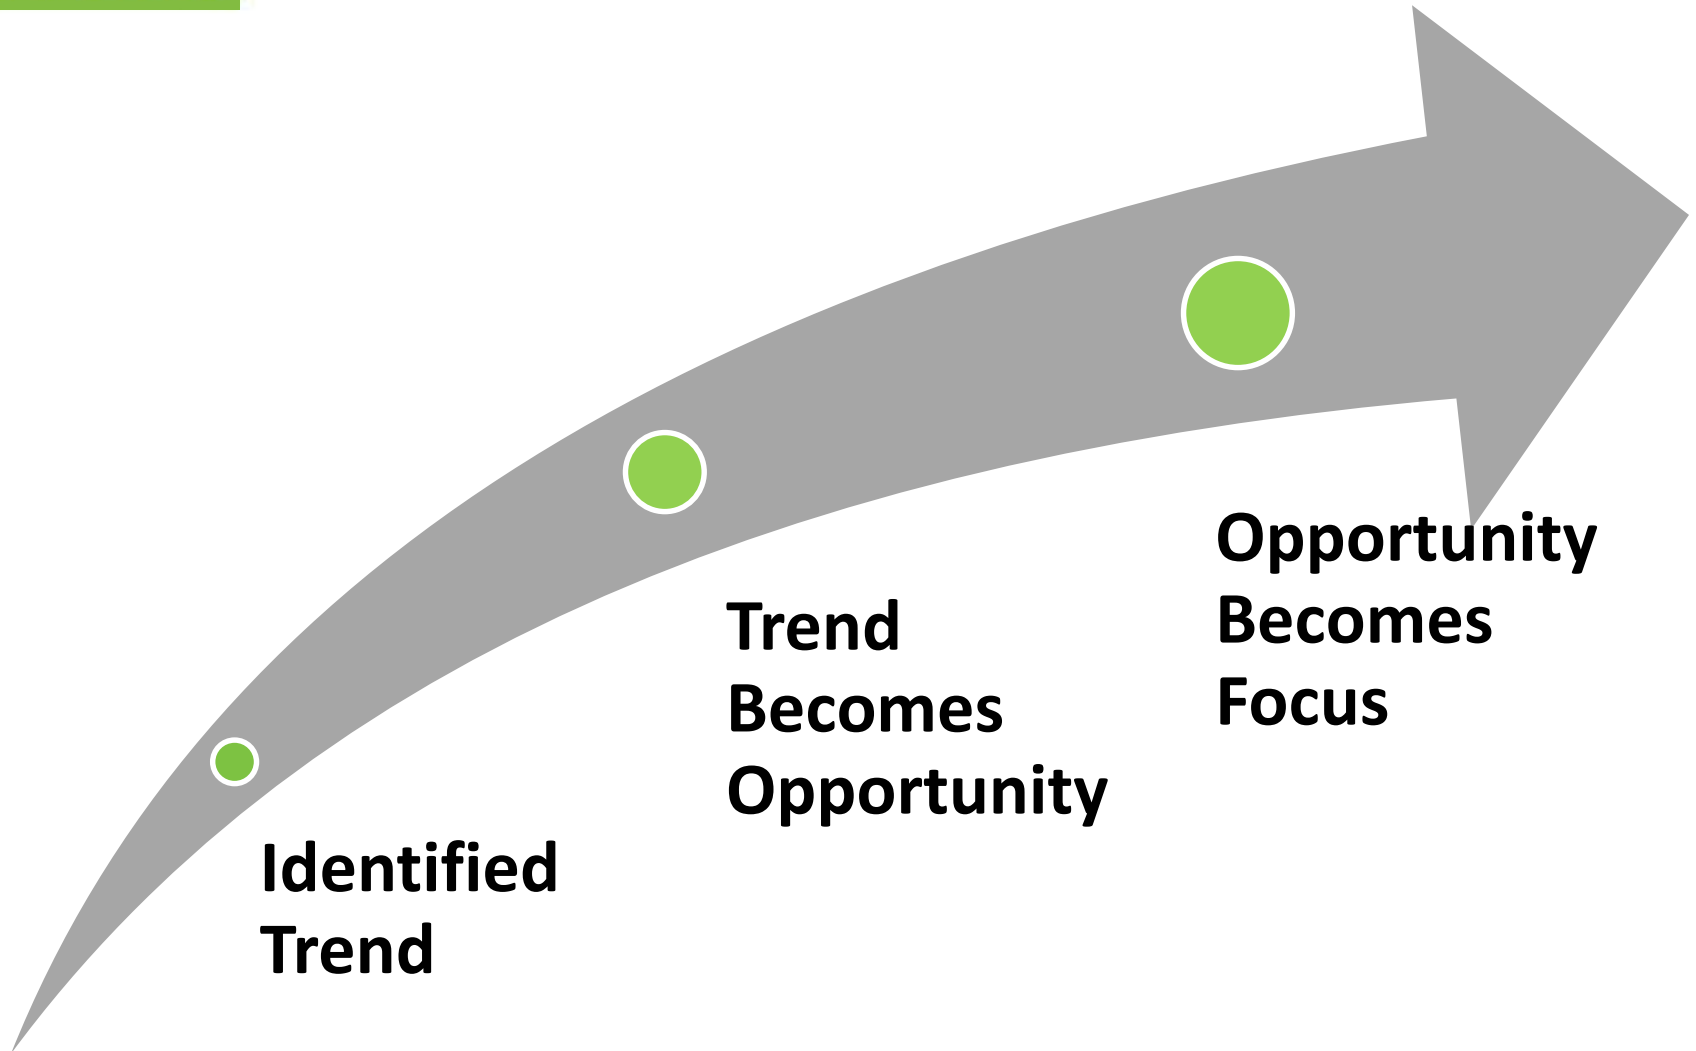 Identified
Trend
Trend
Becomes
Opportunity
Opportunity
Becomes
Focus